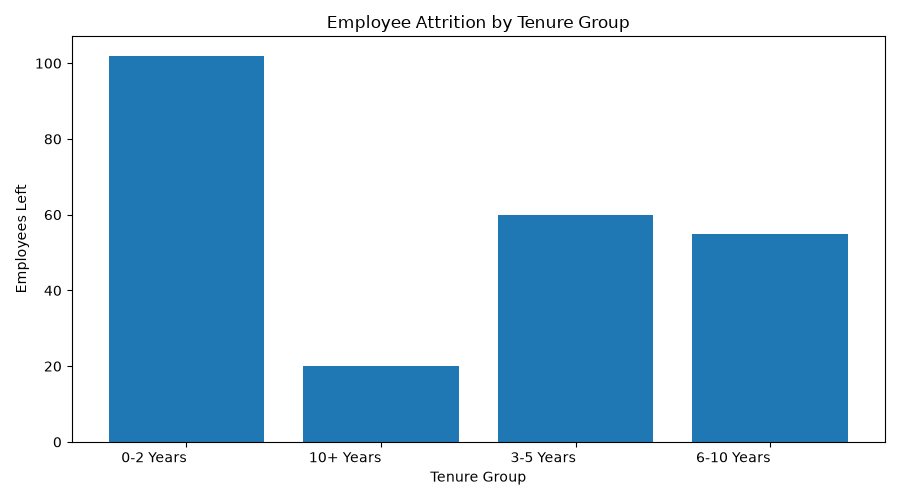 Employee Attrition by Tenure Group
Employees Left
100
80
60
40
20
0
0-2 Years
10+ Years
3-5 Years
6-10 Years
Tenure Group